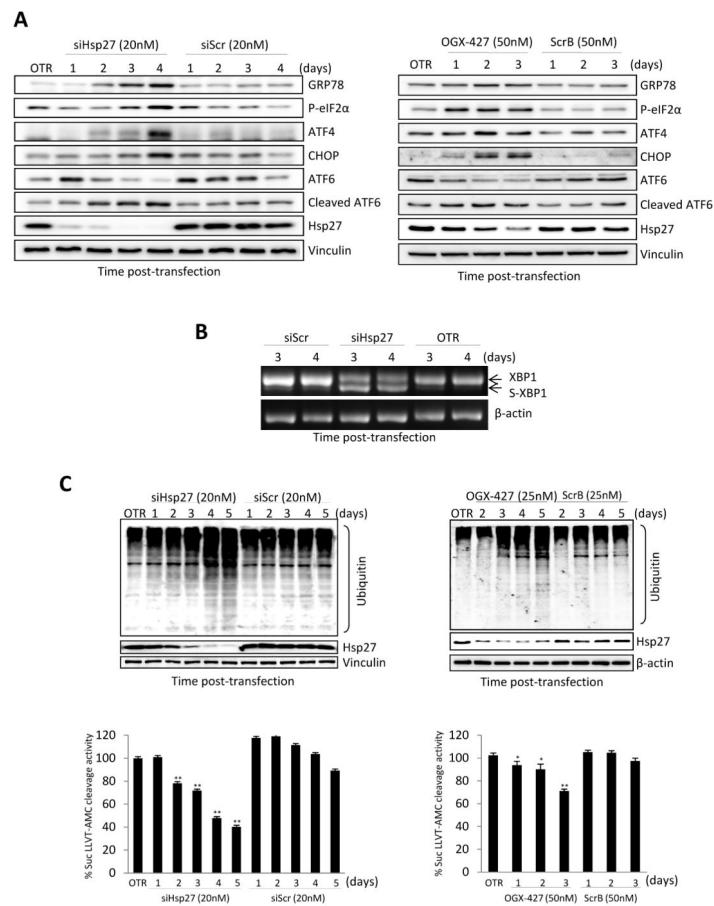 A
siHsp27 (20nM) siScr (20nM)
OTR 1 2 3 4 1 2 3 4 (days)
GRP78
P-eIF2α
ATF4
CHOP
ATF6
Cleaved ATF6
Hsp27
Vinculin
Time post-transfection
OGX-427 (50nM) ScrB (50nM)
OTR 1 2 3 1 2 3 (days)
GRP78
P-eIF2α
ATF4
CHOP
ATF6
Cleaved ATF6
Hsp27
Vinculin
Time post-transfection
B
siScr siHsp27 OTR
3 4 3 4 3 4 (days)
XBP1
S-XBP1
β-actin
Time post-transfection
C
siHsp27 (20nM) siScr (20nM)
OTR 1 2 3 4 5 1 2 3 4 5 (days)
Ubiquitin
Hsp27
Vinculin
Time post-transfection
OGX-427 (25nM) ScrB (25nM)
OTR 2 3 4 5 2 3 4 5 (days)
Ubiquitin
Hsp27
β-actin
Time post-transfection
% Suc LLVT-AMC cleavage activity
120
100
80
60
40
20
0
** ** ** **
OTR 1 2 3 4 5 1 2 3 4 5 (days)
siHsp27 (20nM) siScr (20nM)
% Suc LLVT-AMC cleavage activity
120
100
80
60
40
20
0
* * **
OTR 1 2 3 1 2 3 (days)
OGX-427 (50nM) ScrB (50nM)